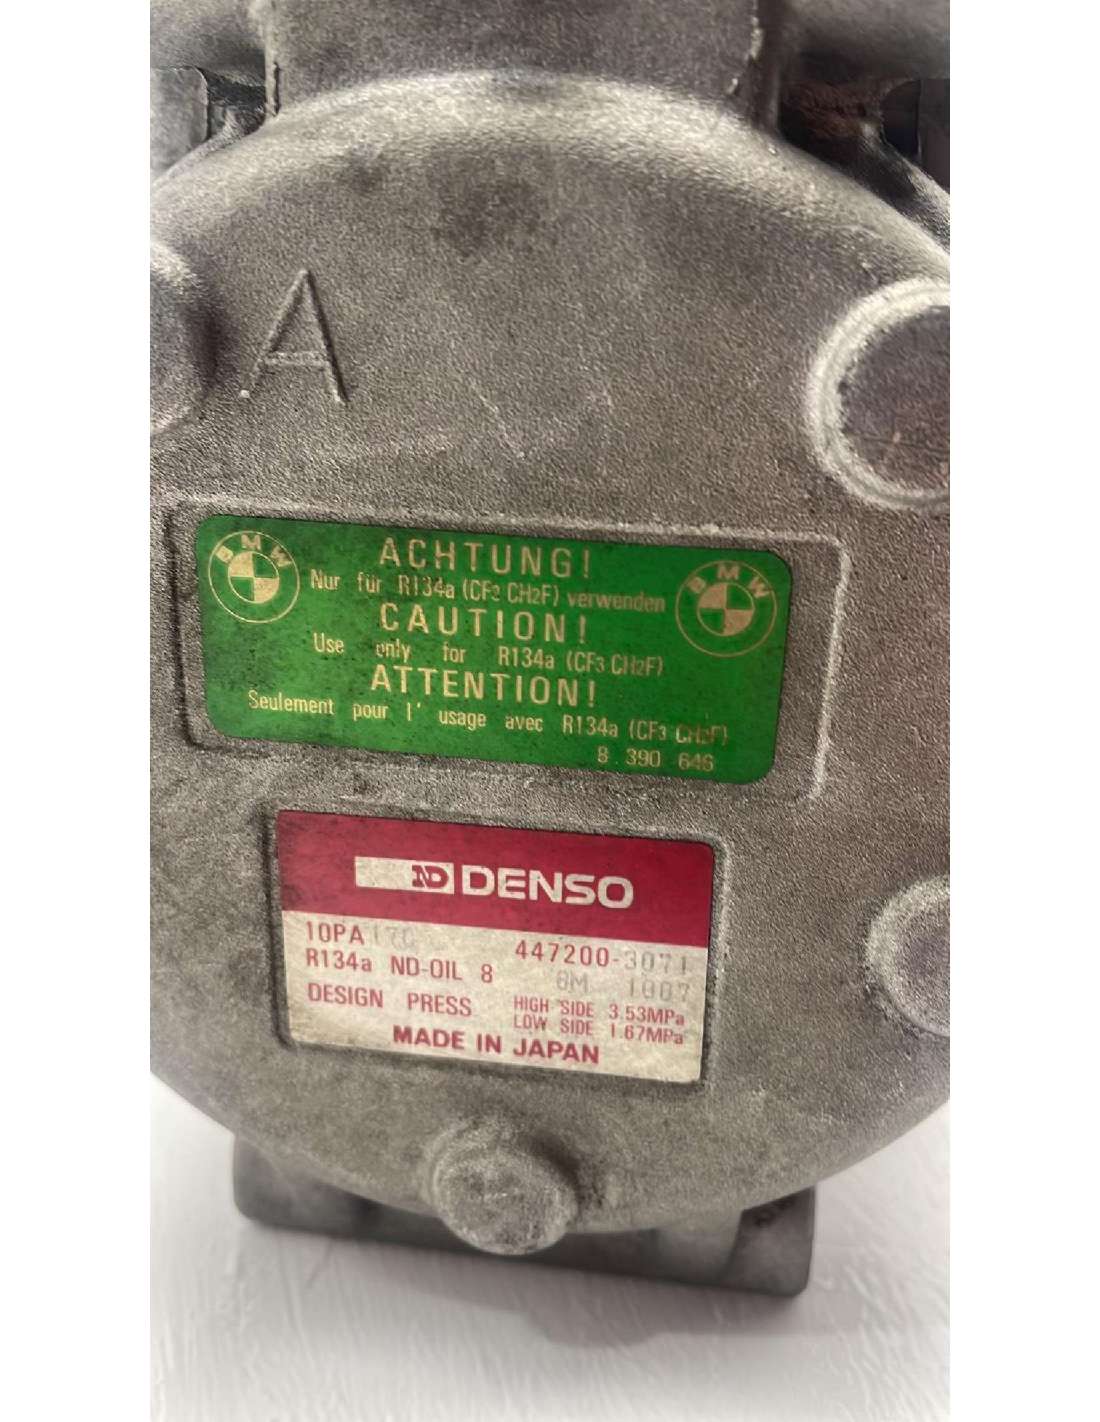 A
BMW
BMW
ACHTUNG!
Nur für R134a (CF3 CH2F) verwenden
CAUTION!
Use only for R134a (CF3 CH2F)
ATTENTION!
Seulement pour l' usage avec R134a (CF3 CH2F)
8 390 646
ND DENSO
10PA17C 447200-3071
R134a ND-OIL 8
DESIGN PRESS HIGH SIDE 3.53MPa
LOW SIDE 1.67MPa
MADE IN JAPAN